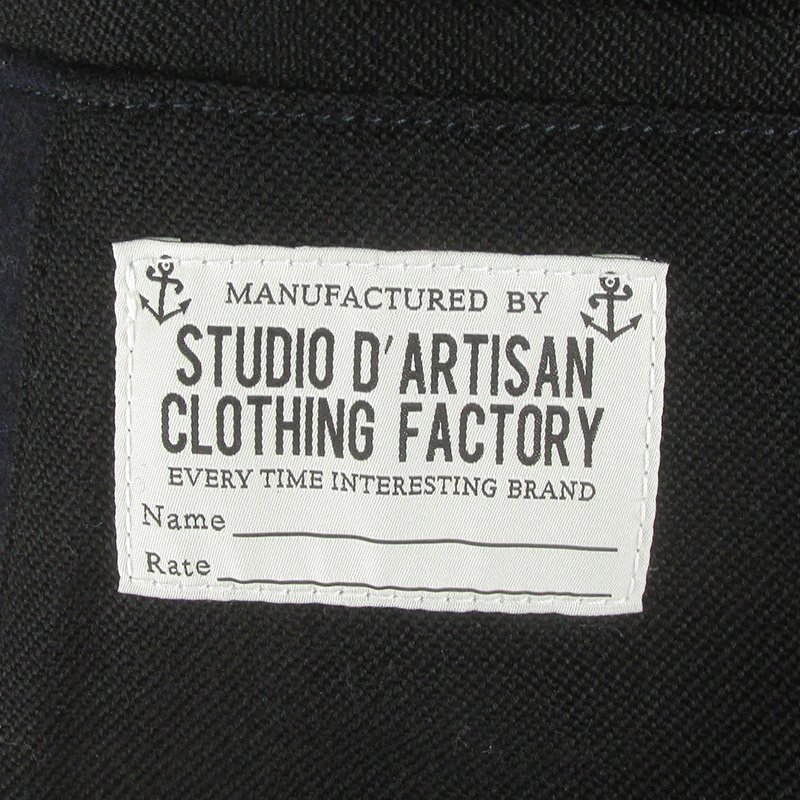 MANUFACTURED BY
STUDIO D'ARTISAN
CLOTHING FACTORY
EVERY TIME INTERESTING BRAND
Name
Rate